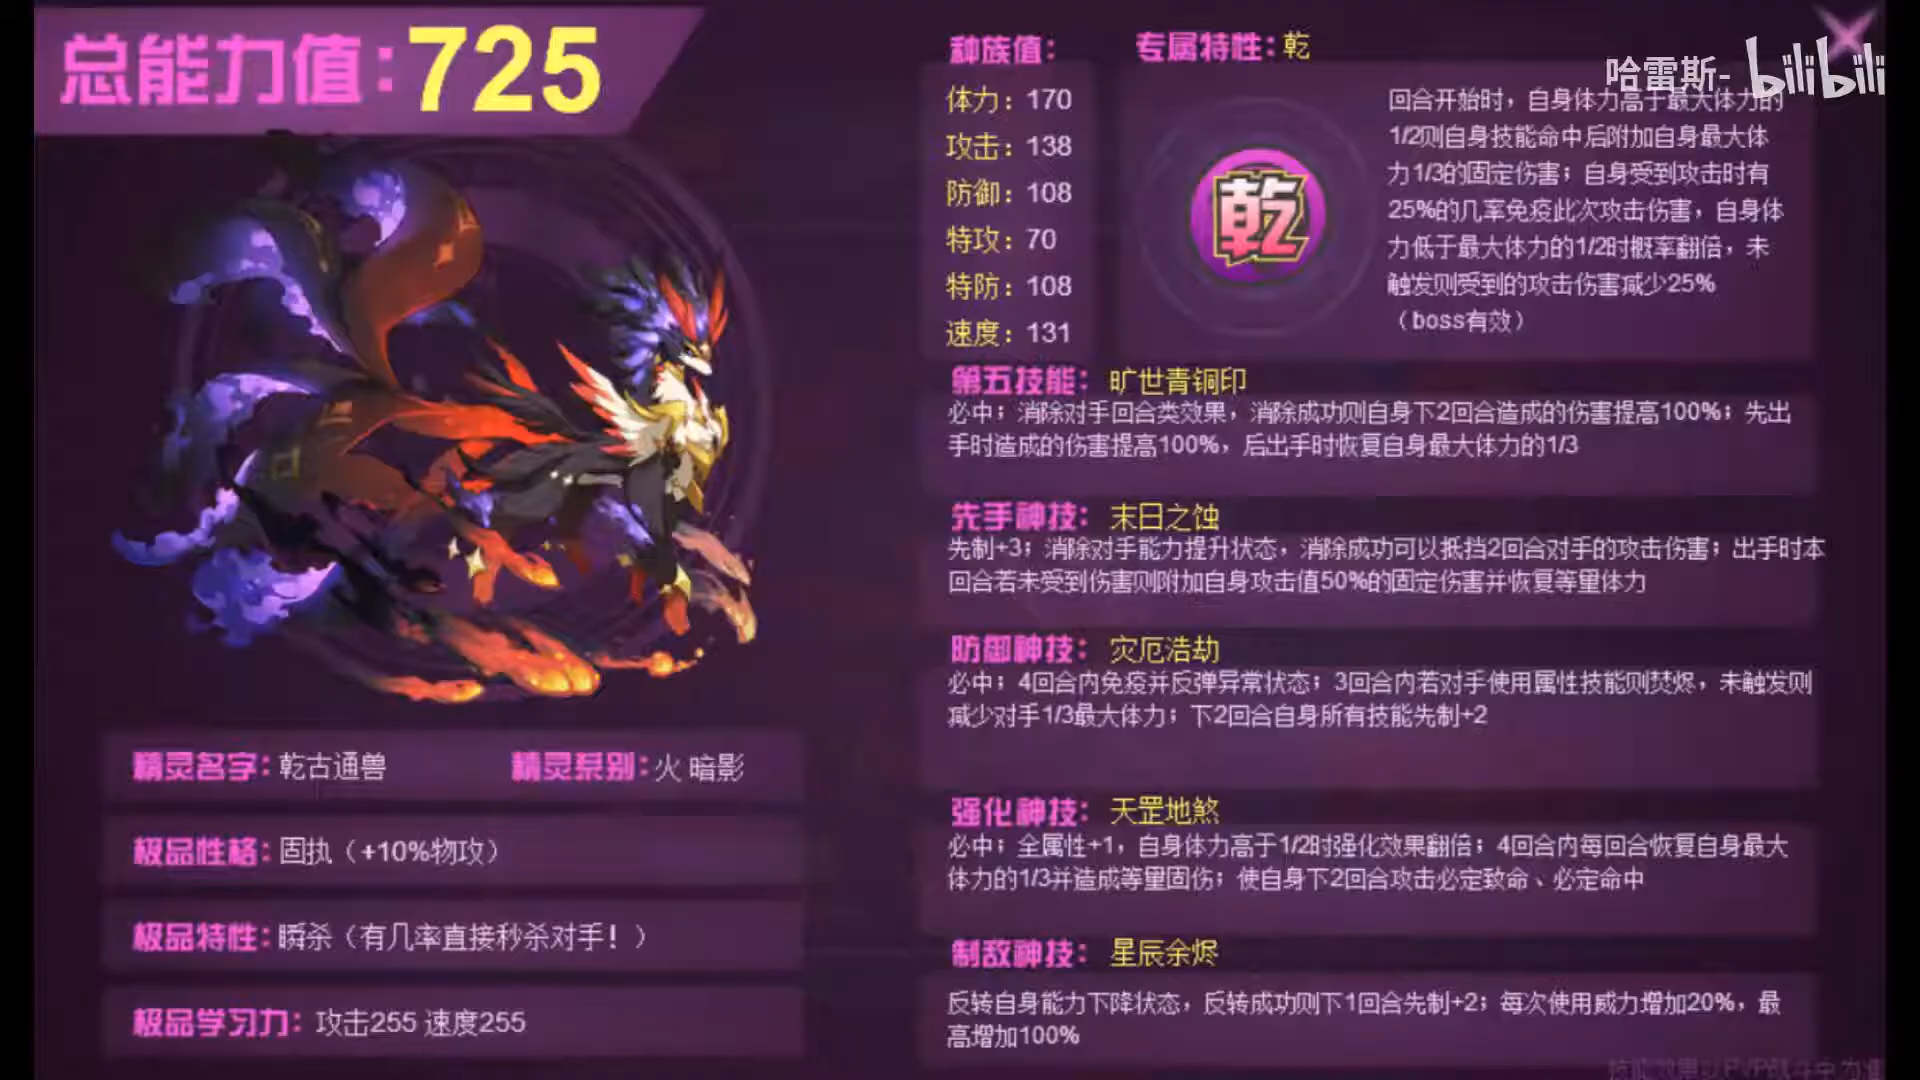 总能力值：725
种族值：
体力：170
攻击：138
防御：108
特攻：70
特防：108
速度：131
专属特性：乾
哈雷斯- bilibili
乾
回合开始时，自身体力高于最大体力的
1/2则自身技能命中后附加自身最大体
力1/3的固定伤害；自身受到攻击时有
25%的几率免疫此次攻击伤害，自身体
力低于最大体力的1/2时概率翻倍，未
触发则受到的攻击伤害减少25%
（boss有效）
第五技能：旷世青铜印
必中；消除对手回合类效果，消除成功则自身下2回合造成的伤害提高100%；先出
手时造成的伤害提高100%，后出手时恢复自身最大体力的1/3
先手神技：末日之蚀
先制+3；消除对手能力提升状态，消除成功可以抵挡2回合对手的攻击伤害；出手时本
回合若未受到伤害则附加自身攻击值50%的固定伤害并恢复等量体力
防御神技：灾厄浩劫
必中；4回合内免疫并反弹异常状态；3回合内若对手使用属性技能则焚烬，未触发则
减少对手1/3最大体力；下2回合自身所有技能先制+2
强化神技：天罡地煞
必中；全属性+1，自身体力高于1/2时强化效果翻倍；4回合内每回合恢复自身最大
体力的1/3并造成等量固伤；使自身下2回合攻击必定致命、必定命中
制敌神技：星辰余烬
反转自身能力下降状态，反转成功则下1回合先制+2；每次使用威力增加20%，最
高增加100%
精灵名字：乾古通兽
精灵系别：火 暗影
极品性格：固执（+10%物攻）
极品特性：瞬杀（有几率直接秒杀对手！）
极品学习力：攻击255 速度255
技能效果以PVP战斗中为准